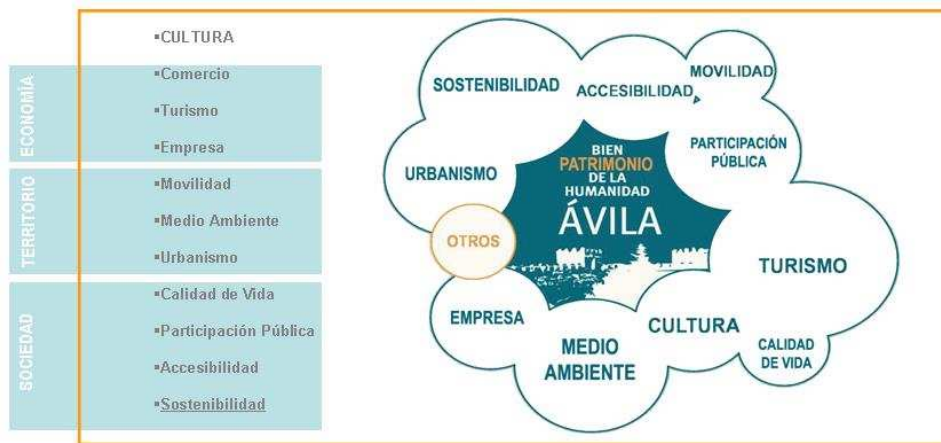 ▪CULTURA
ECONOMÍA
▪Comercio
▪Turismo
▪Empresa
TERRITORIO
▪Movilidad
▪Medio Ambiente
▪Urbanismo
SOCIEDAD
▪Calidad de Vida
▪Participación Pública
▪Accesibilidad
▪Sostenibilidad
SOSTENIBILIDAD
ACCESIBILIDAD
MOVILIDAD
PARTICIPACIÓN
PÚBLICA
URBANISMO
BIEN
PATRIMONIO
DE LA
HUMANIDAD
ÁVILA
OTROS
TURISMO
EMPRESA
CULTURA
MEDIO
AMBIENTE
CALIDAD
DE VIDA